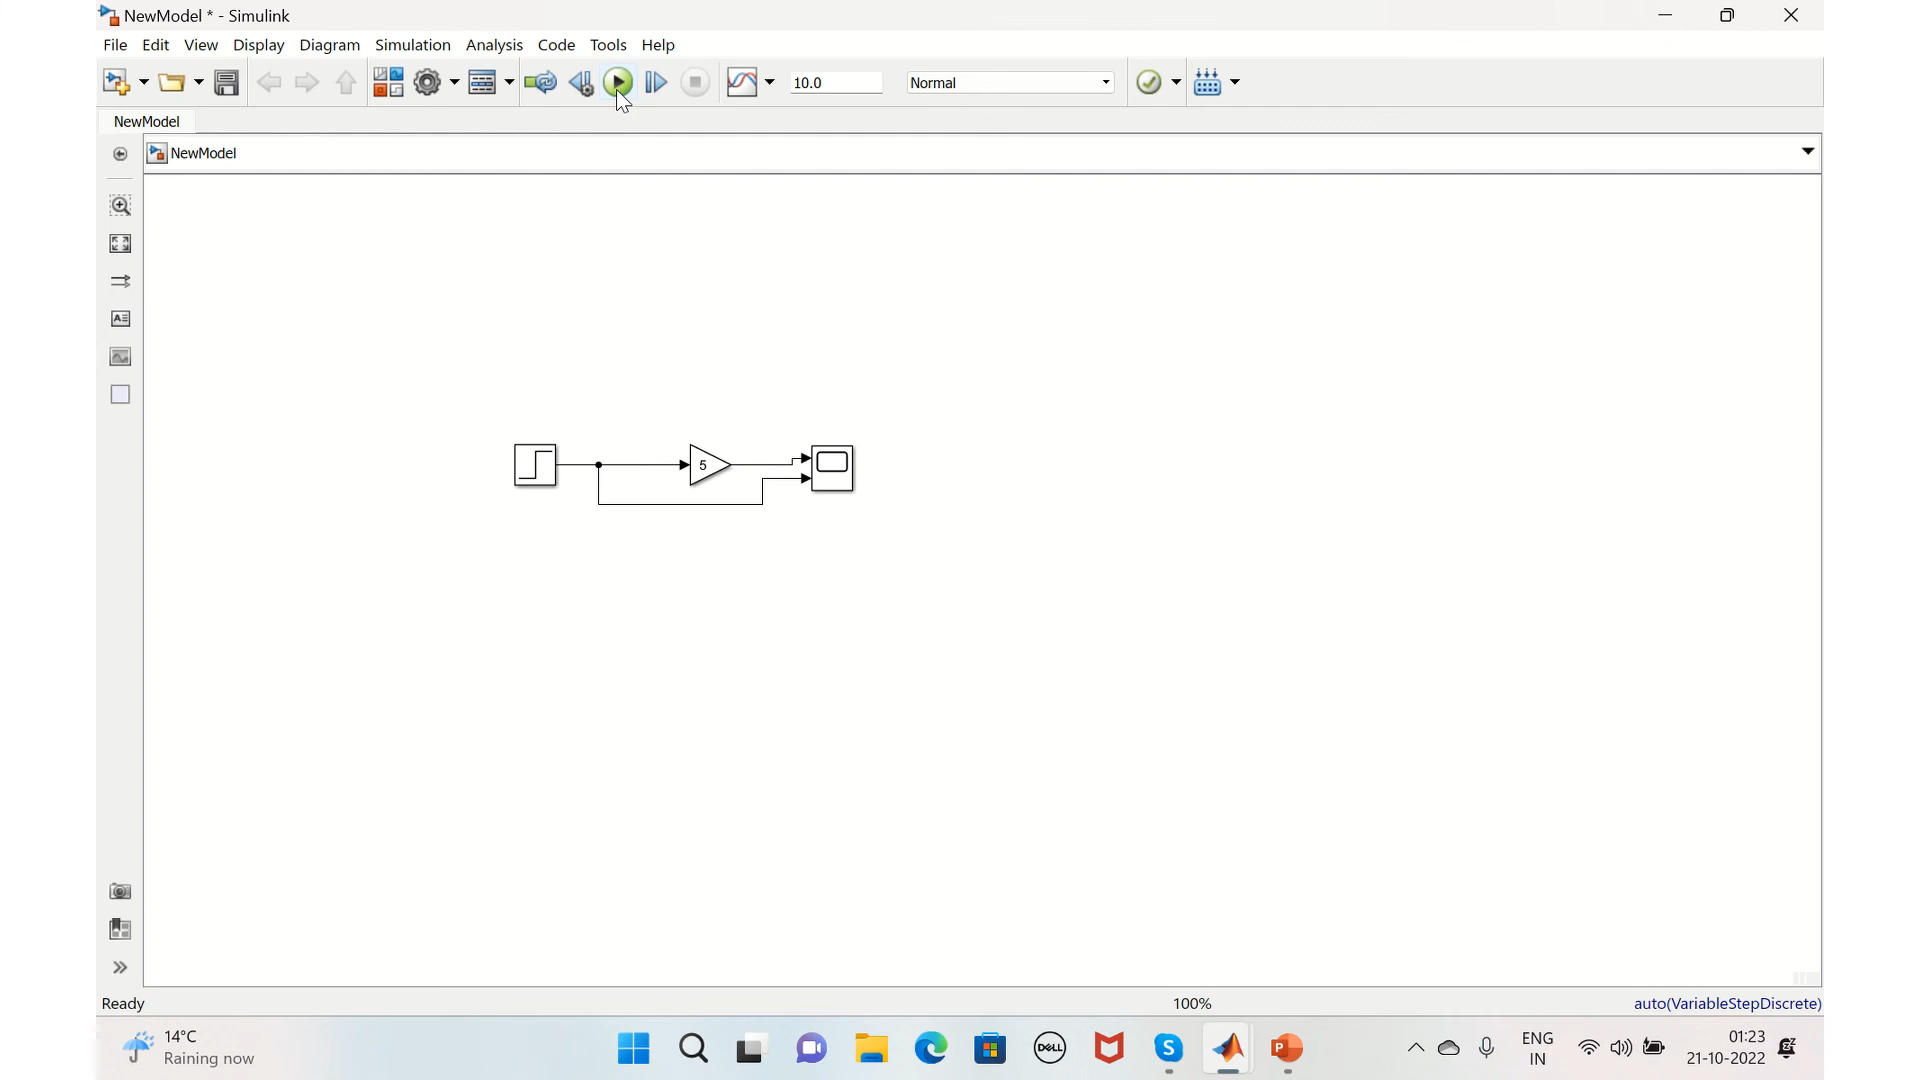 NewModel * - Simulink
File Edit View Display Diagram Simulation Analysis Code Tools Help
10.0 Normal
NewModel
NewModel
5
Ready 100% auto(VariableStepDiscrete)
14°C
Raining now
DELL
P
ENG
IN
01:23
21-10-2022